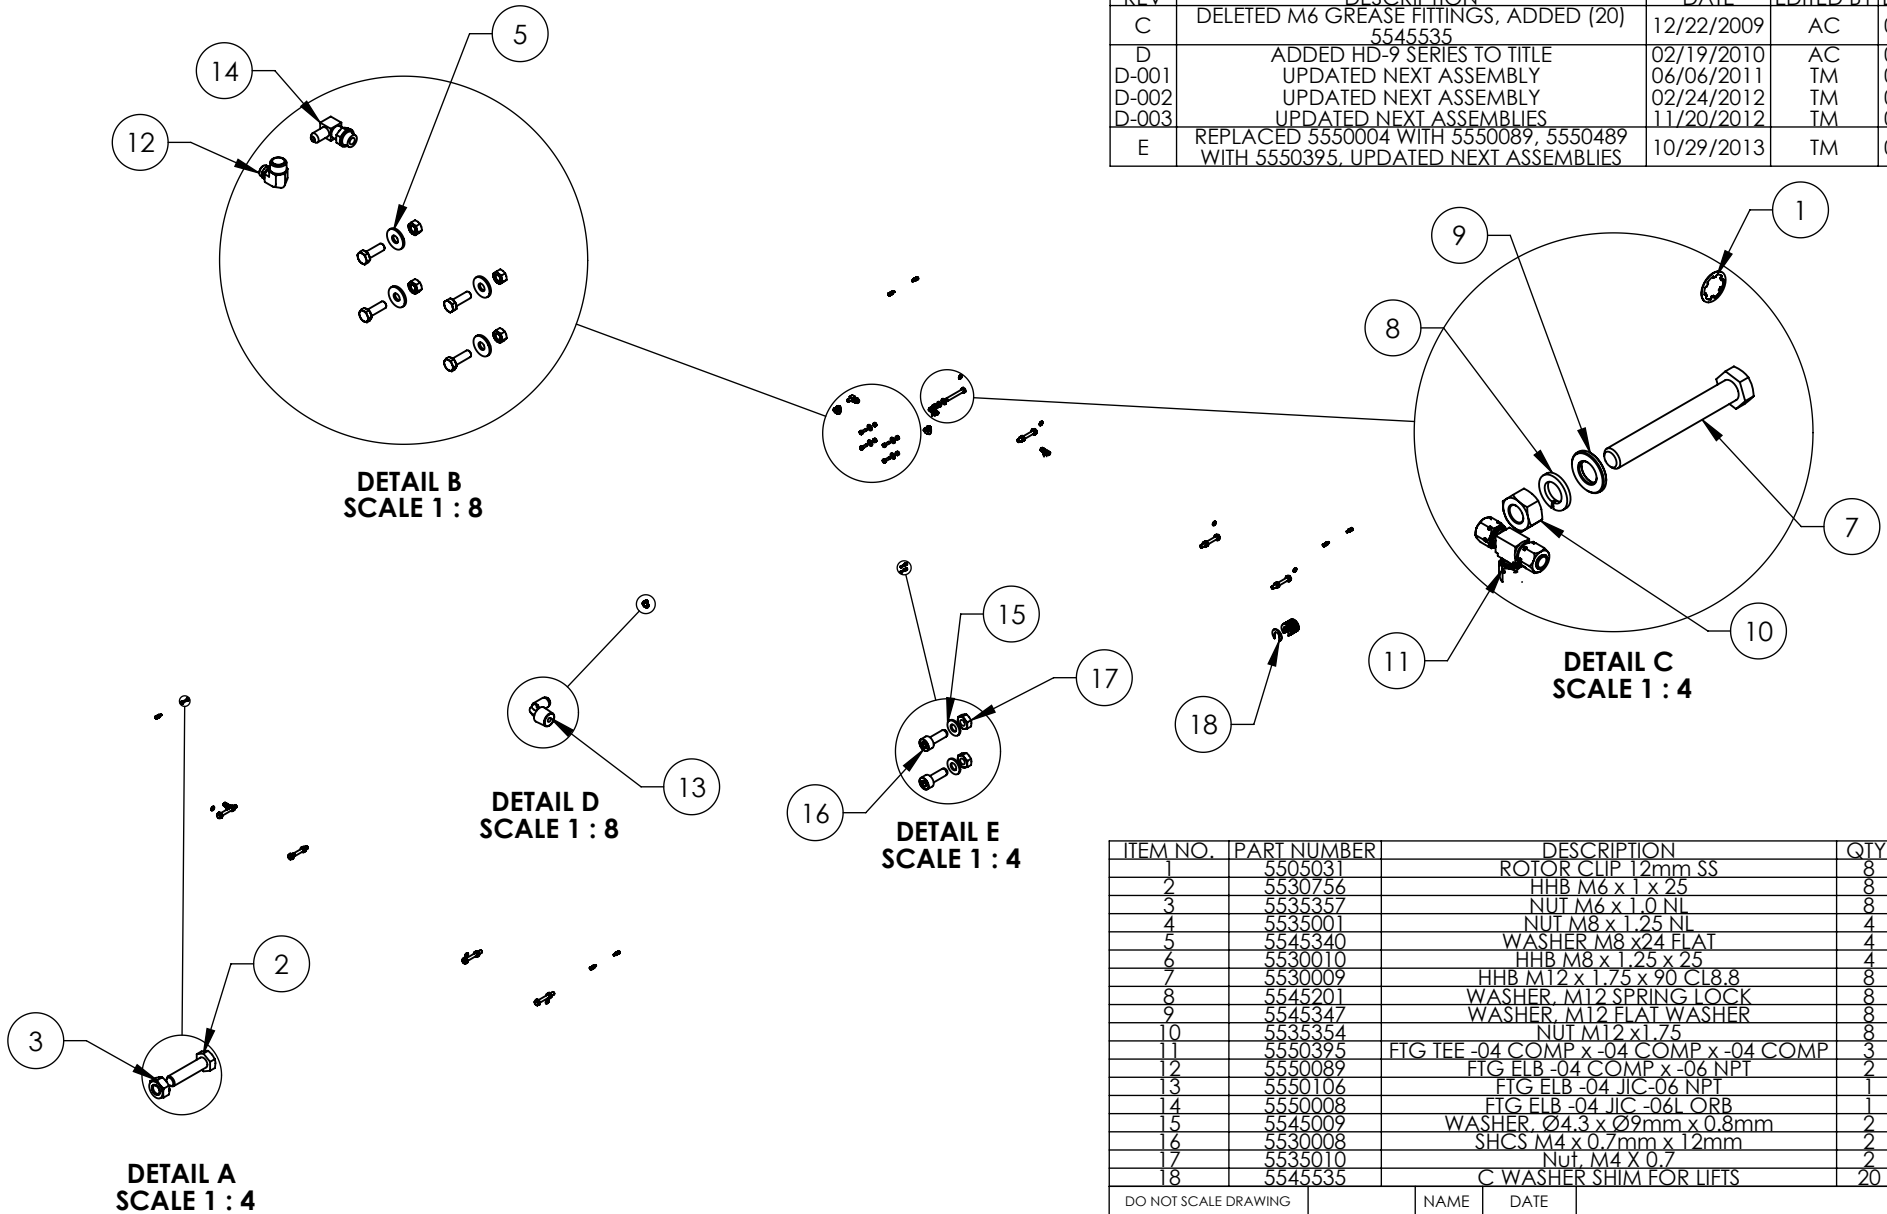 REV DESCRIPTION DATE EDITED BY
C DELETED M6 GREASE FITTINGS, ADDED (20) 5545535 12/22/2009 AC
D ADDED HD-9 SERIES TO TITLE 02/19/2010 AC
D-001 UPDATED NEXT ASSEMBLY 06/06/2011 TM
D-002 UPDATED NEXT ASSEMBLY 02/24/2012 TM
D-003 UPDATED NEXT ASSEMBLIES 11/20/2012 TM
E REPLACED 5550004 WITH 5550089, 5550489 WITH 5550395, UPDATED NEXT ASSEMBLIES 10/29/2013 TM
5
14
12
DETAIL B
SCALE 1 : 8
1
9
8
7
10
11
DETAIL C
SCALE 1 : 4
18
13
DETAIL D
SCALE 1 : 8
15
17
16
DETAIL E
SCALE 1 : 4
2
3
DETAIL A
SCALE 1 : 4
ITEM NO. PART NUMBER DESCRIPTION QTY
1 5505031 ROTOR CLIP 12mm SS 8
2 5530756 HHB M6 x 1 x 25 8
3 5535357 NUT M6 x 1.0 NL 8
4 5535001 NUT M8 x 1.25 NL 4
5 5545340 WASHER M8 x24 FLAT 4
6 5530010 HHB M8 x 1.25 x 25 4
7 5530009 HHB M12 x 1.75 x 90 CL8.8 8
8 5545201 WASHER, M12 SPRING LOCK 8
9 5545347 WASHER, M12 FLAT WASHER 8
10 5535354 NUT M12 x1.75 8
11 5550395 FTG TEE -04 COMP x -04 COMP x -04 COMP 3
12 5550089 FTG ELB -04 COMP x -06 NPT 2
13 5550106 FTG ELB -04 JIC-06 NPT 1
14 5550008 FTG ELB -04 JIC -06L ORB 1
15 5545009 WASHER, Ø4.3 x Ø9mm x 0.8mm 2
16 5530008 SHCS M4 x 0.7mm x 12mm 2
17 5535010 Nut, M4 X 0.7 2
18 5545535 C WASHER SHIM FOR LIFTS 20
DO NOT SCALE DRAWING NAME DATE